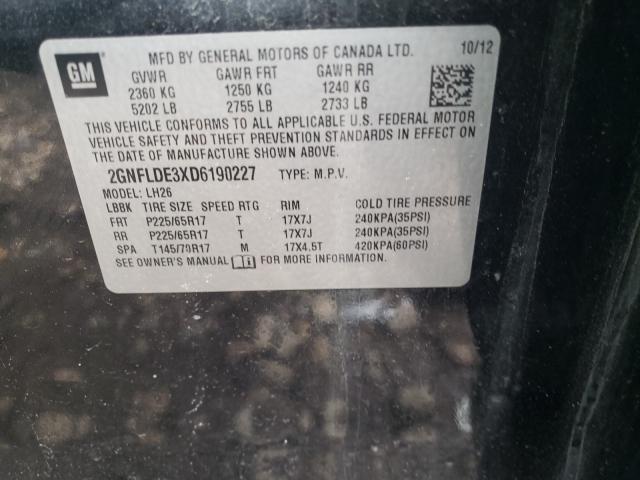 GM
MFD BY GENERAL MOTORS OF CANADA LTD. 10/12
GVWR GAWR FRT GAWR RR
2360 KG 1250 KG 1240 KG
5202 LB 2755 LB 2733 LB
THIS VEHICLE CONFORMS TO ALL APPLICABLE U.S. FEDERAL MOTOR
VEHICLE SAFETY AND THEFT PREVENTION STANDARDS IN EFFECT ON
THE DATE OF MANUFACTURE SHOWN ABOVE.
2GNFLDE3XD6190227 TYPE: M.P.V.
MODEL: LH26
LBBK TIRE SIZE SPEED RTG RIM COLD TIRE PRESSURE
FRT P225/65R17 T 17X7J 240KPA(35PSI)
RR P225/65R17 T 17X7J 240KPA(35PSI)
SPA T145/70R17 M 17X4.5T 420KPA(60PSI)
SEE OWNER'S MANUAL FOR MORE INFORMATION.